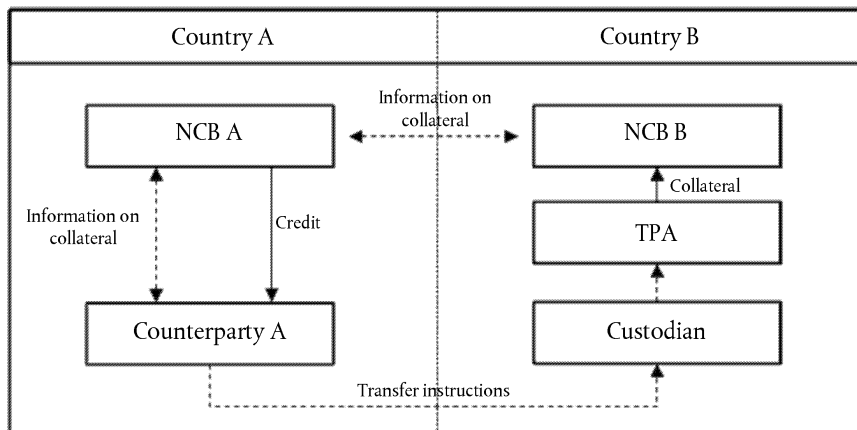 Country A
Country B
Information on
collateral
NCB A
NCB B
Collateral
Information on
collateral
Credit
TPA
Counterparty A
Custodian
Transfer instructions